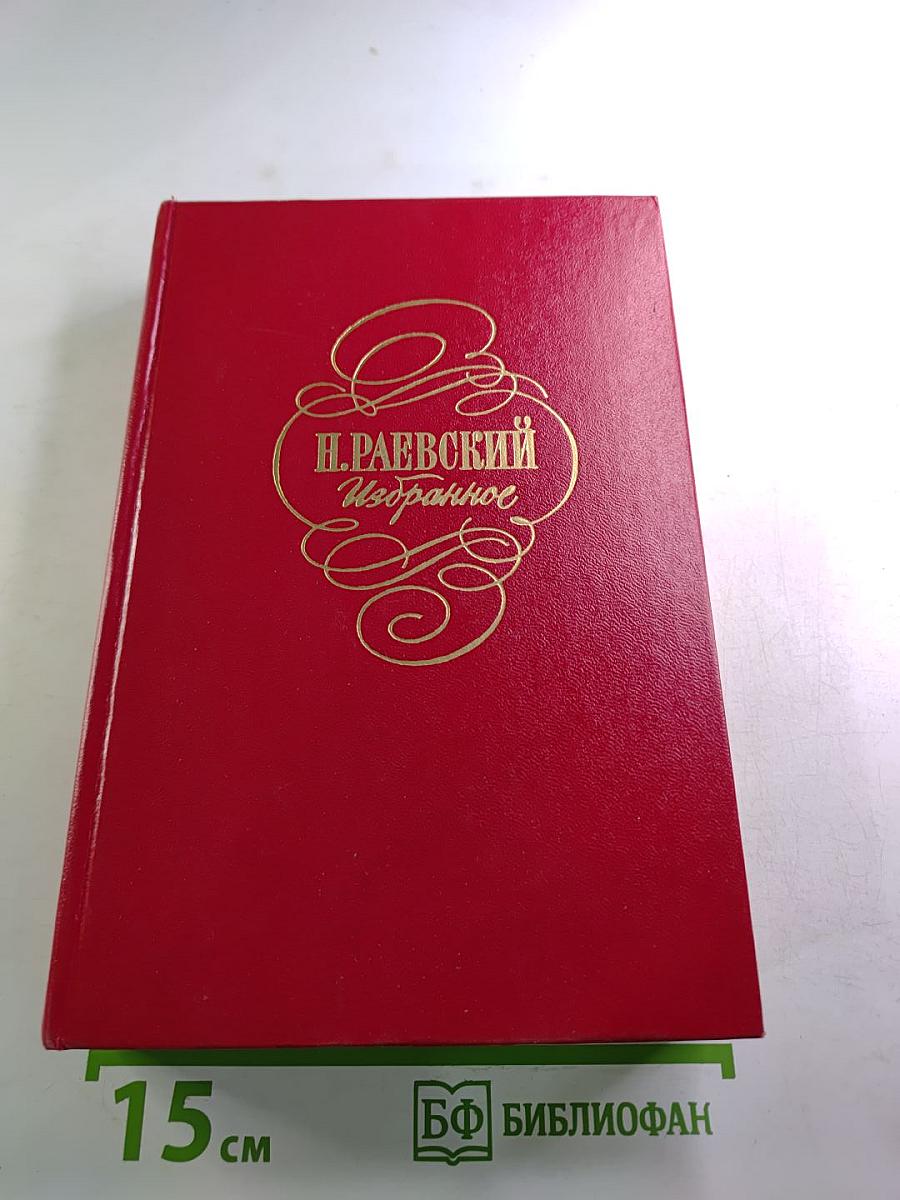 Н.РАЕВСКИЙ
Избранное
15 см
БФ БИБЛИОФАН